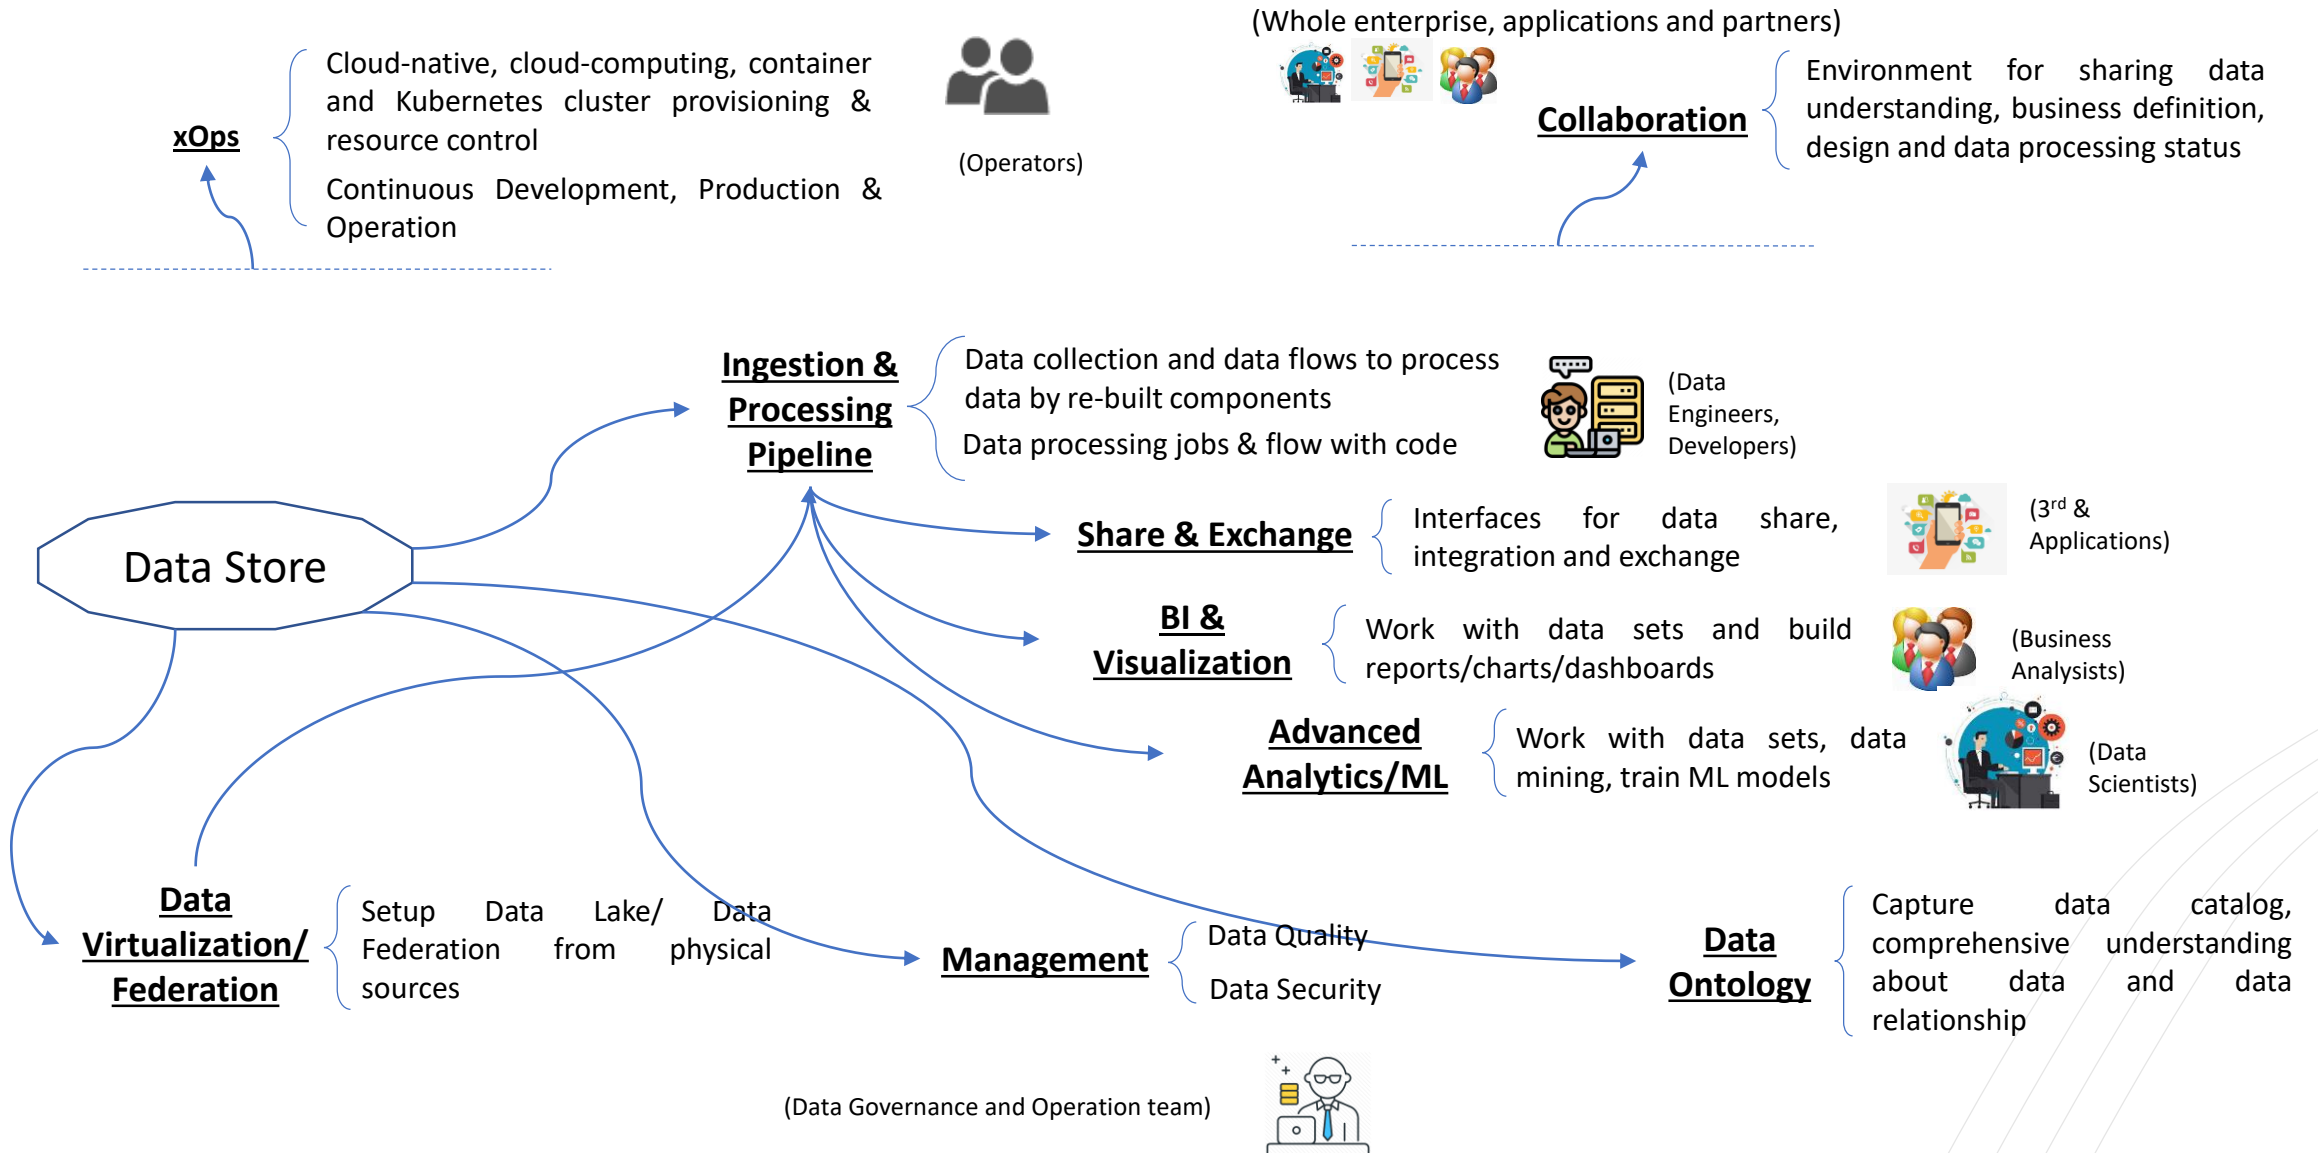 (Whole enterprise, applications and partners)
Cloud-native, cloud-computing, container
and Kubernetes cluster provisioning &
resource control
xOps
Continuous Development, Production &
Operation
(Operators)
Collaboration
Environment for sharing data
understanding, business definition,
design and data processing status
Ingestion &
Processing
Pipeline
Data collection and data flows to process
data by re-built components
Data processing jobs & flow with code
(Data
Engineers,
Developers)
Data Store
Share & Exchange
Interfaces for data share,
integration and exchange
(3rd &
Applications)
BI &
Visualization
Work with data sets and build
reports/charts/dashboards
(Business
Analysists)
Advanced
Analytics/ML
Work with data sets, data
mining, train ML models
(Data
Scientists)
Data
Virtualization/
Federation
Setup Data Lake/ Data
Federation from physical
sources
Management
Data Quality
Data Security
Data
Ontology
Capture data catalog,
comprehensive understanding
about data and data
relationship
(Data Governance and Operation team)